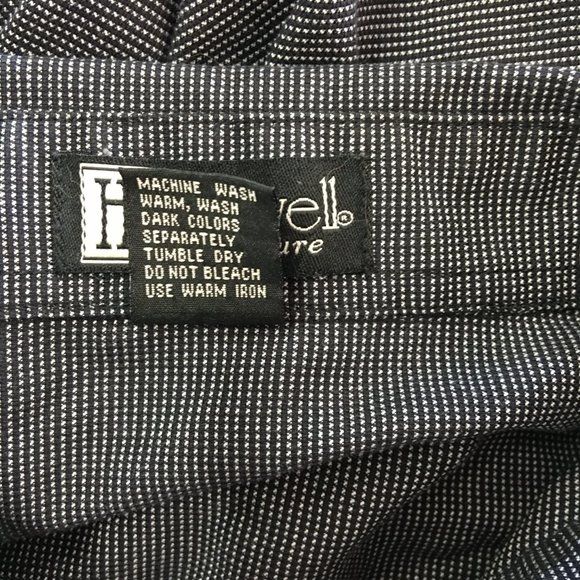 H
MACHINE WASH
WARM, WASH
DARK COLORS
SEPARATELY
TUMBLE DRY
DO NOT BLEACH
USE WARM IRON